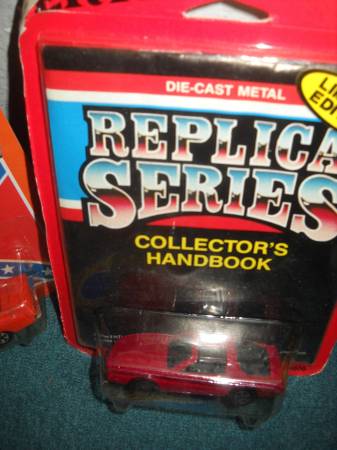 DIE-CAST METAL
REPLICA
SERIES
COLLECTOR'S
HANDBOOK